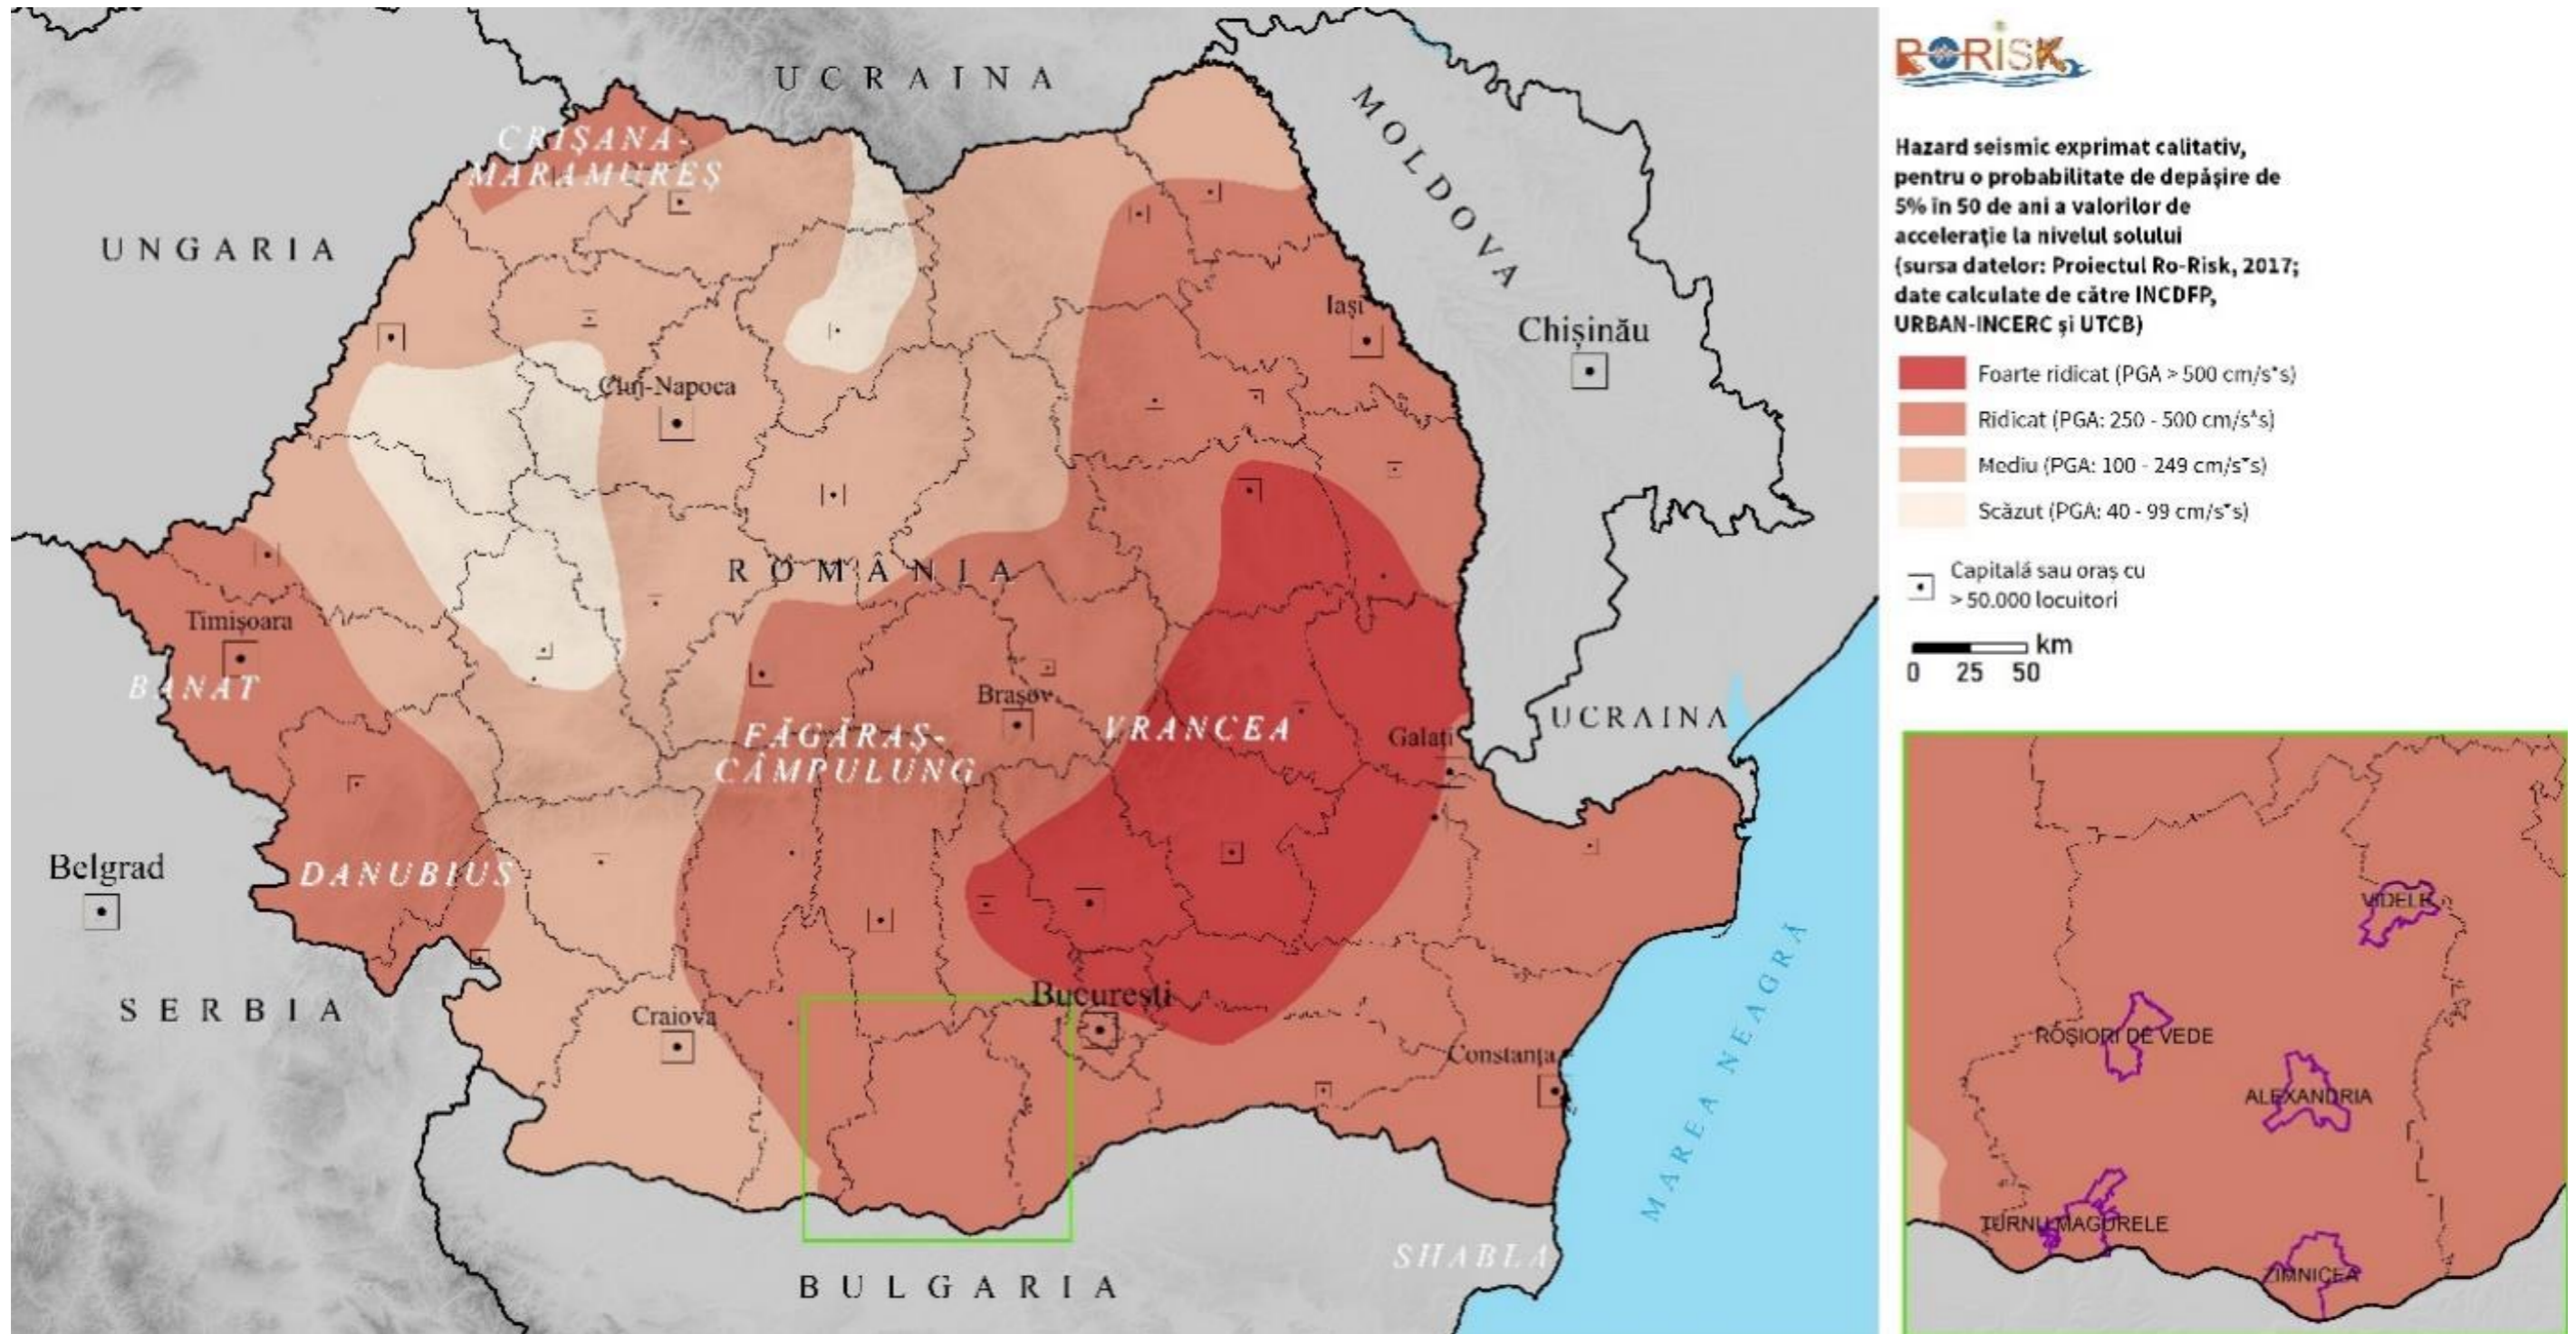 UCRAINA
MOLDOVA
CRIȘANA-
MARAMUREȘ
UNGARIA
Iași
Chișinău
Cluj-Napoca
ROMÂNIA
Timișoara
BANAT
Brașov
FĂGĂRAȘ-
CÂMPULUNG
VRANCEA
Galați
UCRAINA
Belgrad
DANUBIUS
SERBIA
Craiova
București
Constanța
MAREA NEAGRĂ
SHABLA
BULGARIA
RORISK
Hazard seismic exprimat calitativ,
pentru o probabilitate de depășire de
5% în 50 de ani a valorilor de
accelerație la nivelul solului
(sursa datelor: Proiectul Ro-Risk, 2017;
date calculate de către INCDFP,
URBAN-INCERC și UTCB)
Foarte ridicat (PGA > 500 cm/s*s)
Ridicat (PGA: 250 - 500 cm/s*s)
Mediu (PGA: 100 - 249 cm/s*s)
Scăzut (PGA: 40 - 99 cm/s*s)
Capitală sau oraș cu
> 50.000 locuitori
km
0 25 50
VIDELE
ROȘIORI DE VEDE
ALEXANDRIA
TURNU MAGURELE
ZIMNICEA